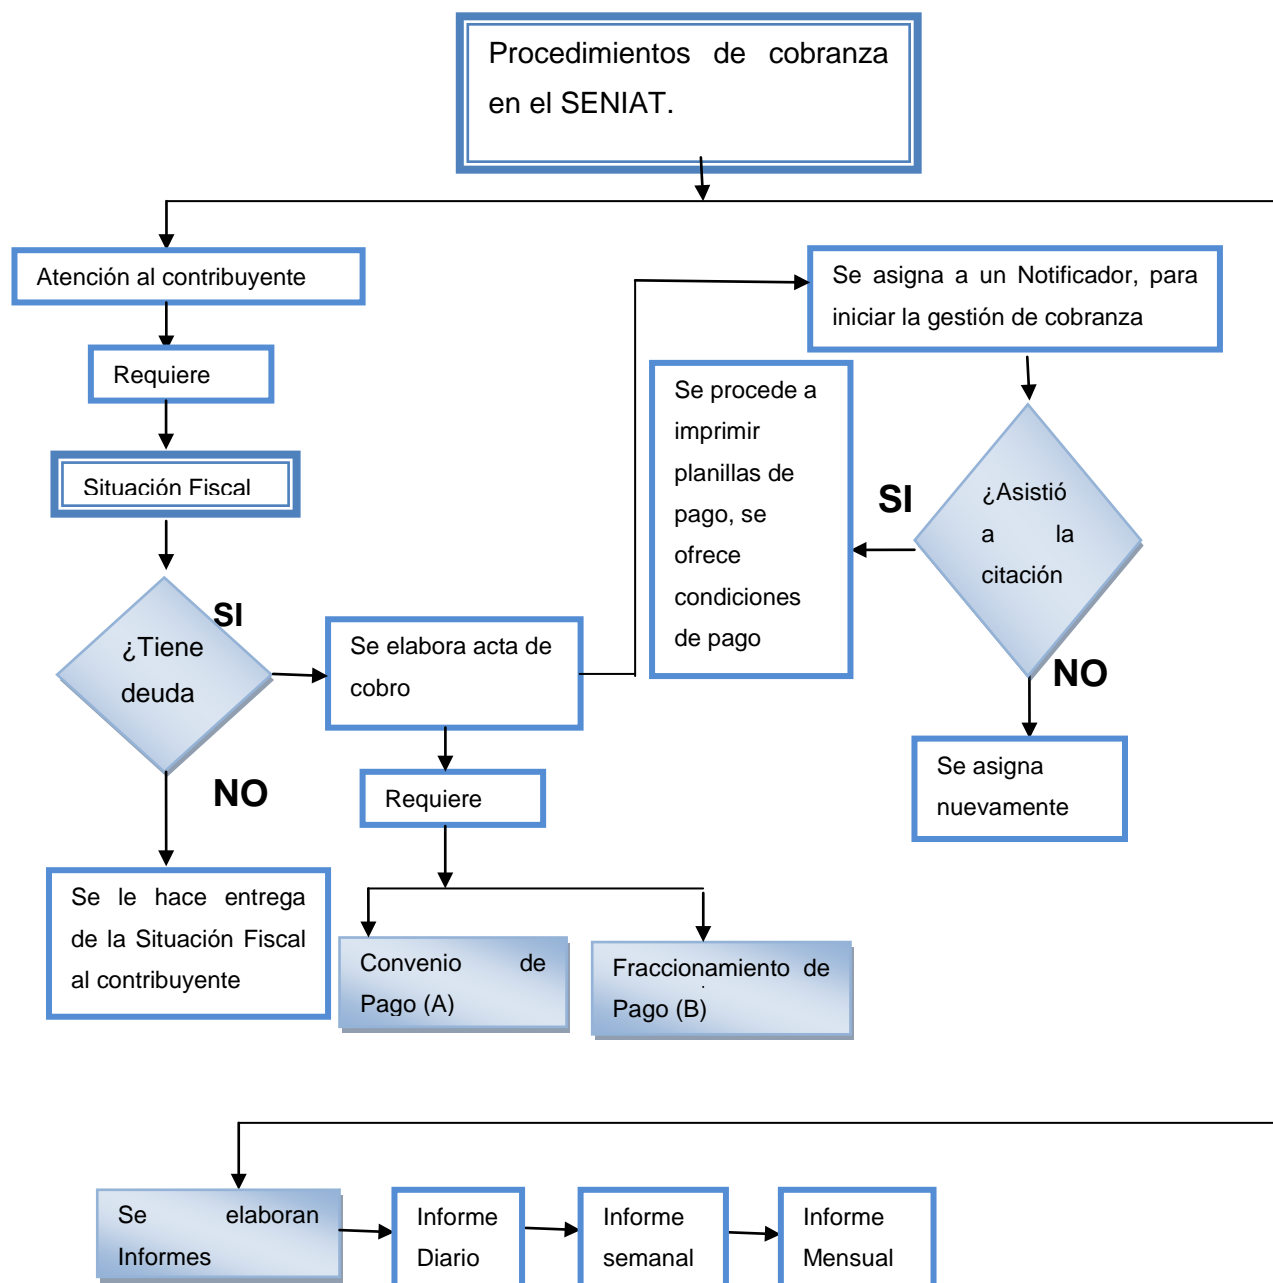 Procedimientos de cobranza
en el SENIAT.
Atención al contribuyente
Requiere
Situación Fiscal
¿Tiene
deuda
SI
NO
Se le hace entrega
de la Situación Fiscal
al contribuyente
Se elabora acta de
cobro
Requiere
Convenio de
Pago (A)
Fraccionamiento de
Pago (B)
Se asigna a un Notificador, para
iniciar la gestión de cobranza
¿Asistió
a la
citación
SI
Se procede a
imprimir
planillas de
pago, se
ofrece
condiciones
de pago
NO
Se asigna
nuevamente
Se elaboran
Informes
Informe
Diario
Informe
semanal
Informe
Mensual